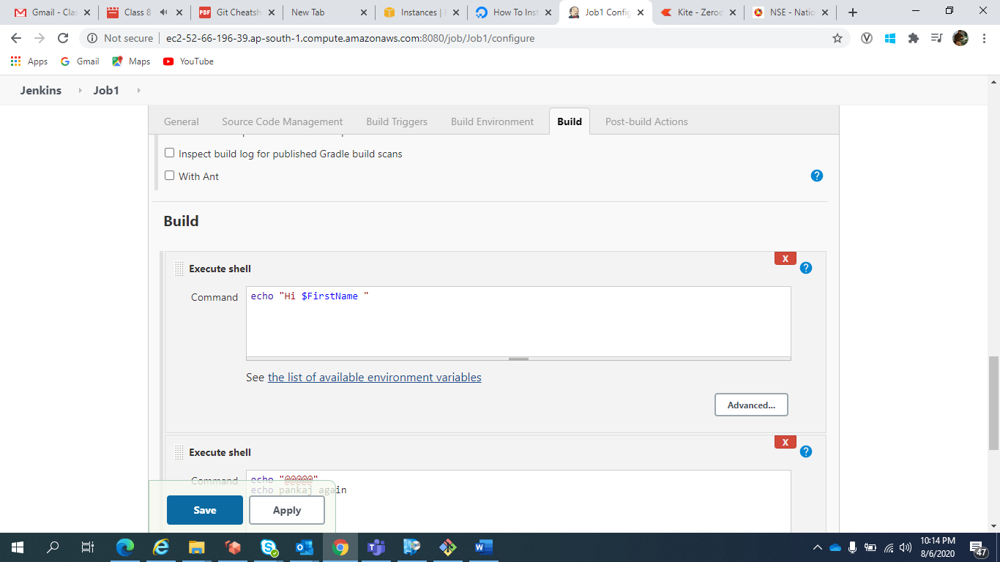 Gmail - Clas
Class 8
Git Cheatsh
New Tab
Instances | E
How To Inst
Job1 Config
Kite - Zerod
NSE - Natio
Not secure
ec2-52-66-196-39.ap-south-1.compute.amazonaws.com:8080/job/Job1/configure
Apps
Gmail
Maps
YouTube
Jenkins
Job1
General
Source Code Management
Build Triggers
Build Environment
Build
Post-build Actions
Inspect build log for published Gradle build scans
With Ant
?
Build
X
?
Execute shell
Command
echo "Hi $FirstName "
See the list of available environment variables
Advanced...
X
?
Execute shell
Command
echo "@@@@@"
echo pankaj again
Save
Apply
10:14 PM
8/6/2020
47